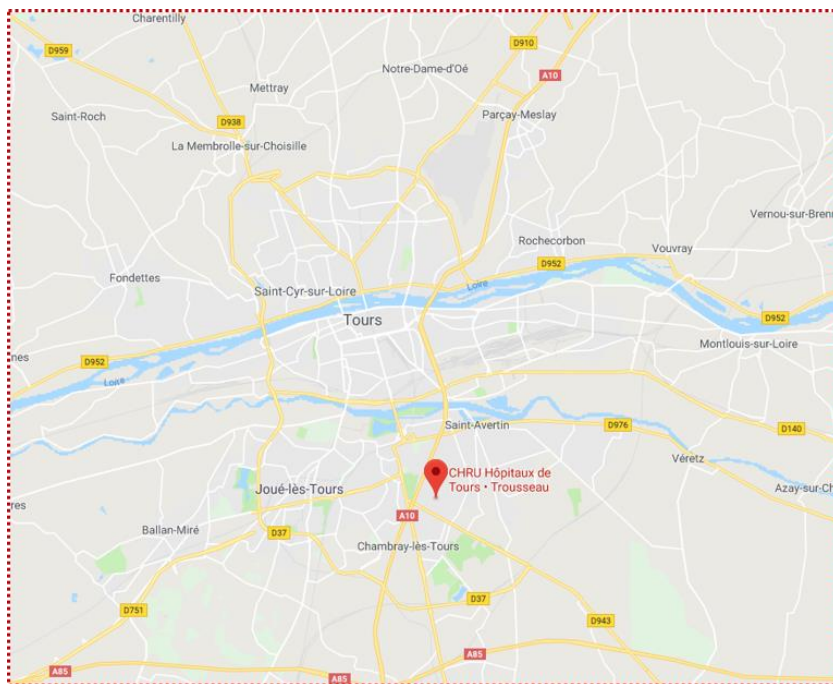 Charentilly
D959
D910
Notre-Dame-d'Oé
A10
Mettray
Saint-Roch
D938
Parçay-Meslay
La Membrolle-sur-Choisille
Vernou-sur-Bren
Rochecorbon
Vouvray
D952
Fondettes
Loire
Saint-Cyr-sur-Loire
Tours
D952
Montlouis-sur-Loire
nes
D952
Loire
Saint-Avertin
D976
D140
Véretz
CHRU Hôpitaux de
Tours • Trousseau
Joué-lès-Tours
Azay-sur-Ch
res
A10
Ballan-Miré
D37
Chambray-lès-Tours
D37
D751
D943
A85
A85
A85